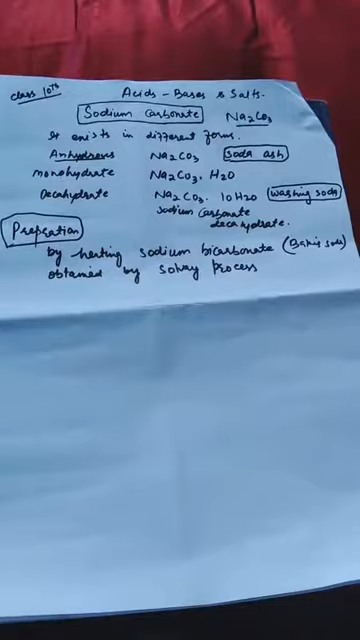 class 10th
Acids - Bases & Salts.
Sodium carbonate Na2CO3
It exists in different forms.
Anhydrous Na2CO3 soda ash
monohydrate Na2CO3. H2O
Decahydrate Na2CO3. 10H2O washing soda
sodium carbonate
decahydrate.
Prepration
by heating sodium bicarbonate (Baking soda)
obtained by solvay process